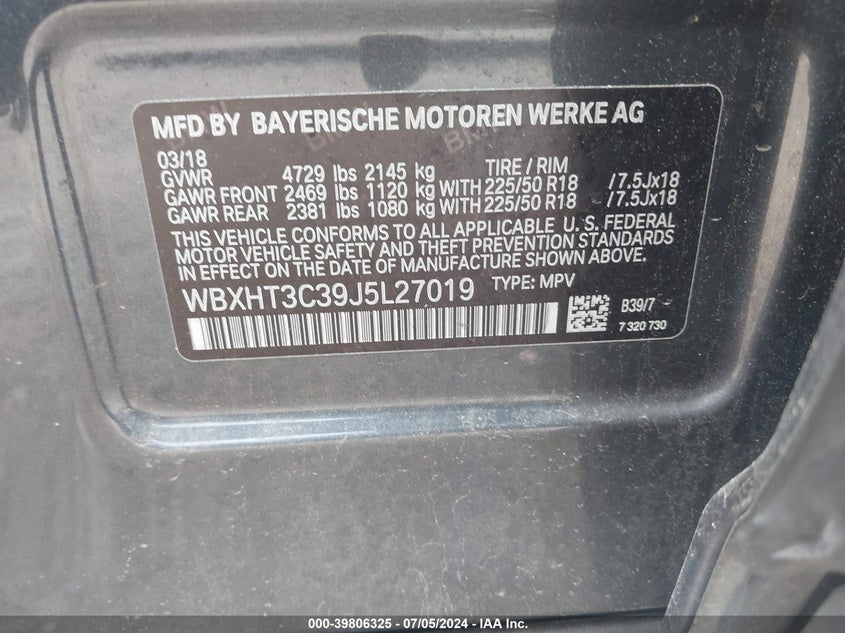 MFD BY BAYERISCHE MOTOREN WERKE AG
03/18 TIRE / RIM
GVWR 4729 lbs 2145 kg
GAWR FRONT 2469 lbs 1120 kg WITH 225/50 R18 /7.5Jx18
GAWR REAR 2381 lbs 1080 kg WITH 225/50 R18 /7.5Jx18
THIS VEHICLE CONFORMS TO ALL APPLICABLE U. S. FEDERAL
MOTOR VEHICLE SAFETY AND THEFT PREVENTION STANDARDS
IN EFFECT ON THE DATE OF MANUFACTURE SHOWN ABOVE.
WBXHT3C39J5L27019 TYPE: MPV
B39/7
7 320 730
000-39806325 / 07/05/2024 / IAA Inc.